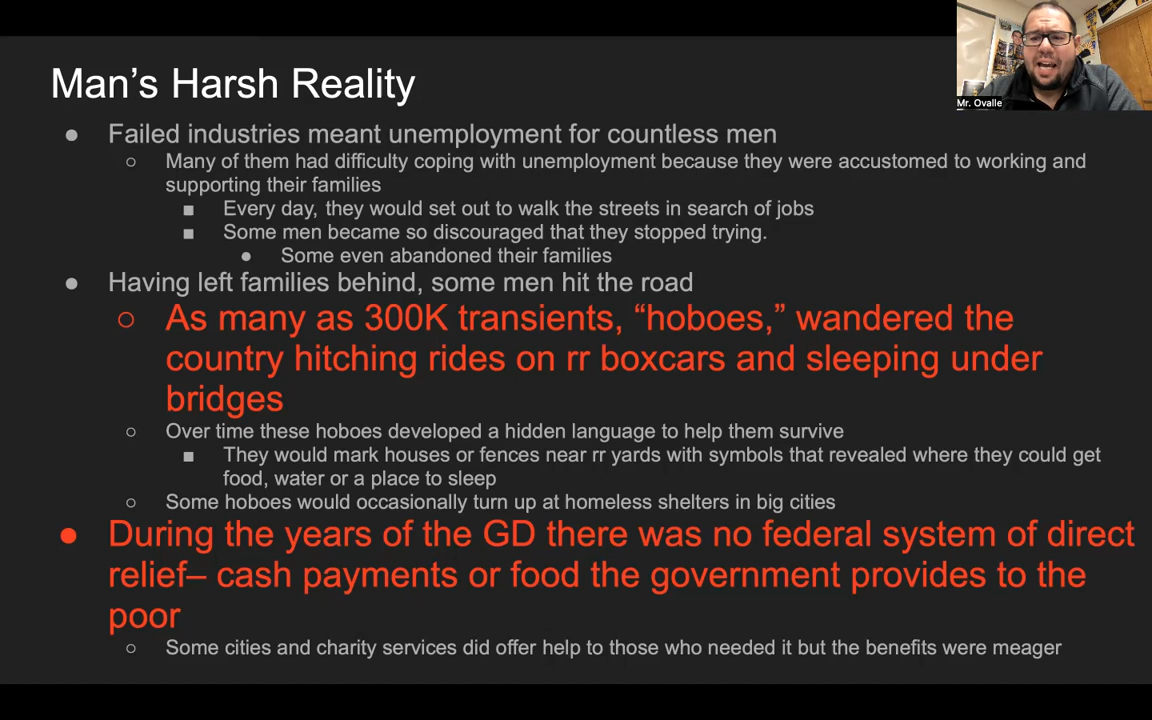 Man’s Harsh Reality
Mr. Ovalle
● Failed industries meant unemployment for countless men
○ Many of them had difficulty coping with unemployment because they were accustomed to working and
supporting their families
■ Every day, they would set out to walk the streets in search of jobs
■ Some men became so discouraged that they stopped trying.
● Some even abandoned their families
● Having left families behind, some men hit the road
○ As many as 300K transients, “hoboes,” wandered the
country hitching rides on rr boxcars and sleeping under
bridges
○ Over time these hoboes developed a hidden language to help them survive
■ They would mark houses or fences near rr yards with symbols that revealed where they could get
food, water or a place to sleep
○ Some hoboes would occasionally turn up at homeless shelters in big cities
● During the years of the GD there was no federal system of direct
relief– cash payments or food the government provides to the
poor
○ Some cities and charity services did offer help to those who needed it but the benefits were meager